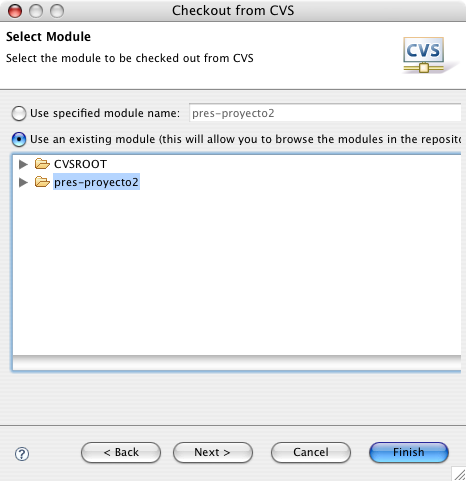 Checkout from CVS
Select Module
Select the module to be checked out from CVS
CVS
Use specified module name: pres-proyecto2
Use an existing module (this will allow you to browse the modules in the reposito
CVSROOT
pres-proyecto2
?
< Back Next > Cancel Finish